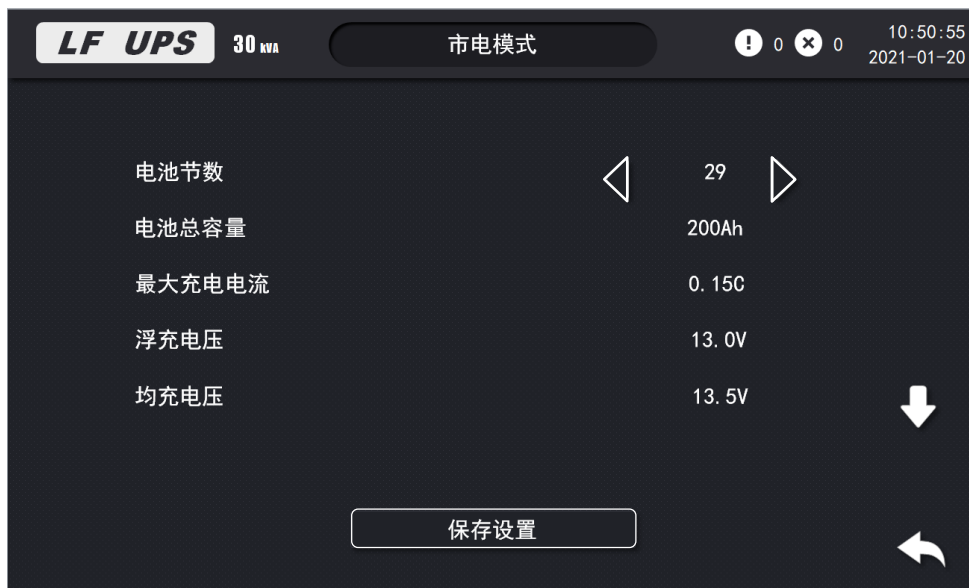 LF UPS 30 kVA 市电模式 ! 0 × 0 10:50:55
2021-01-20
电池节数 29
电池总容量 200Ah
最大充电电流 0.15C
浮充电压 13.0V
均充电压 13.5V
保存设置